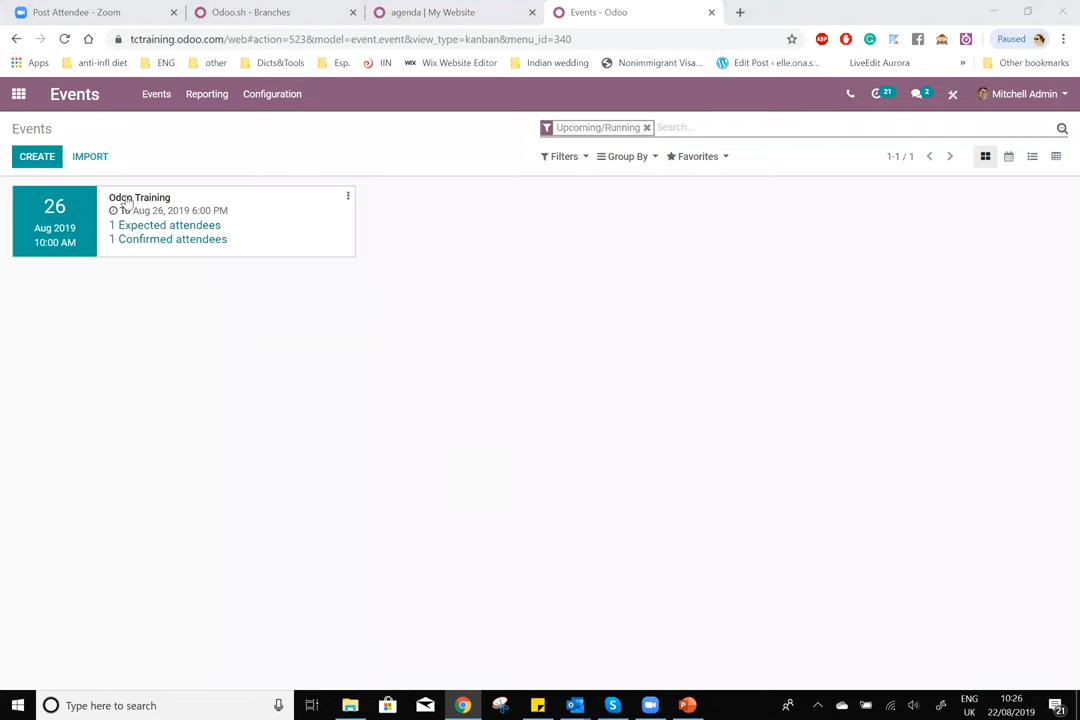 Post Attendee - Zoom
Odoo.sh - Branches
agenda | My Website
Events - Odoo
tctraining.odoo.com/web#action=523&model=event.event&view_type=kanban&menu_id=340
ABP
Paused
Apps
anti-infl diet
ENG
other
Dicts&Tools
Esp.
IIN
WIX Wix Website Editor
Indian wedding
Nonimmigrant Visa...
Edit Post ‹ elle.ona.s...
LiveEdit Aurora
»
Other bookmarks
Events
Events
Reporting
Configuration
21
2
Mitchell Admin
Events
Upcoming/Running
Search...
CREATE
IMPORT
Filters
Group By
Favorites
1-1 / 1
26
Aug 2019
10:00 AM
Odoo Training
To Aug 26, 2019 6:00 PM
1 Expected attendees
1 Confirmed attendees
Type here to search
ENG
UK
10:26
22/08/2019
21